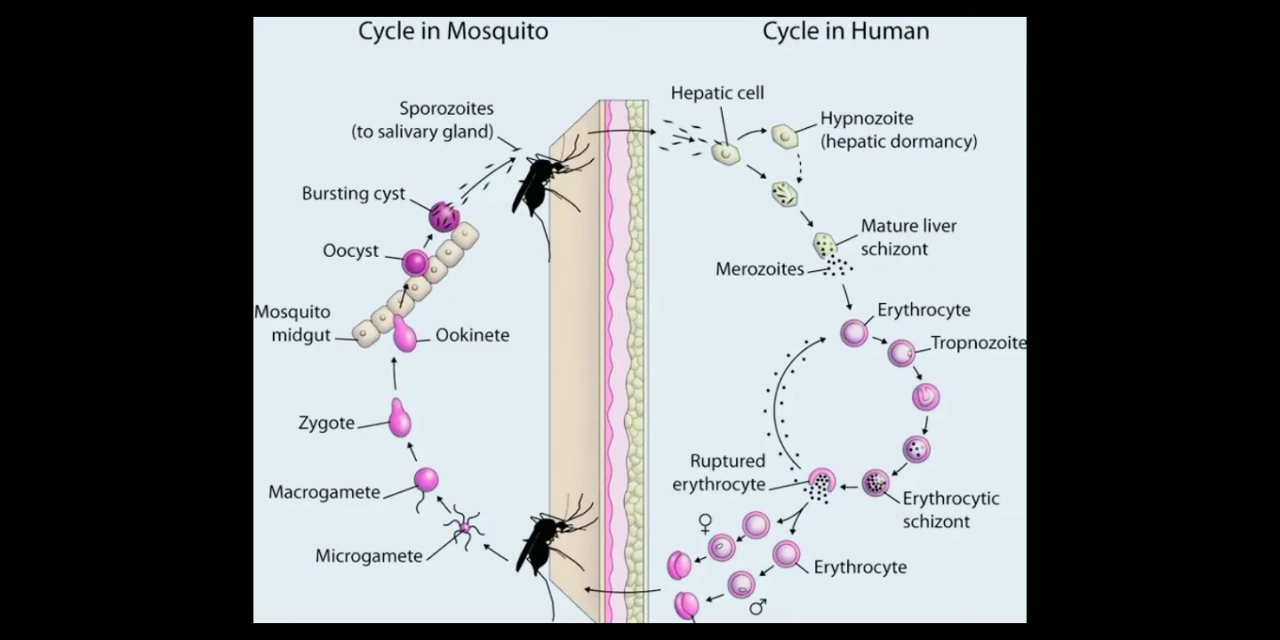 Cycle in Mosquito
Cycle in Human
Sporozoites
(to salivary gland)
Bursting cyst
Oocyst
Mosquito
midgut
Ookinete
Zygote
Macrogamete
Microgamete
Hepatic cell
Hypnozoite
(hepatic dormancy)
Mature liver
schizont
Merozoites
Erythrocyte
Tropnozoite
Ruptured
erythrocyte
Erythrocytic
schizont
♀
Erythrocyte
♂